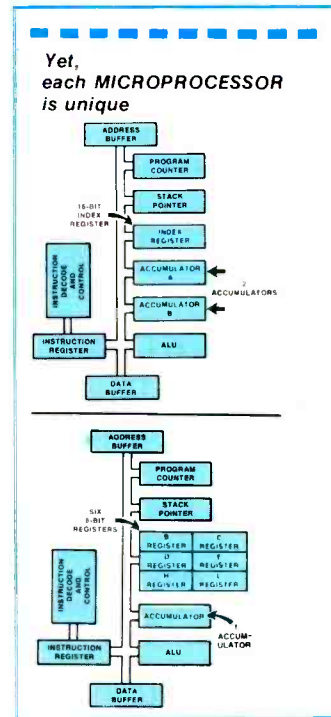 Yet,
each MICROPROCESSOR
is unique
ADDRESS
BUFFER
PROGRAM
COUNTER
STACK
POINTER
16-BIT
INDEX
REGISTER
INDEX
REGISTER
INSTRUCTION
DECODE
AND
CONTROL
ACCUMULATOR
A
2
ACCUMULATORS
ACCUMULATOR
B
INSTRUCTION
REGISTER
ALU
DATA
BUFFER
ADDRESS
BUFFER
PROGRAM
COUNTER
STACK
POINTER
SIX
8-BIT
REGISTERS
B
REGISTER
C
REGISTER
D
REGISTER
E
REGISTER
H
REGISTER
L
REGISTER
INSTRUCTION
DECODE
AND
CONTROL
ACCUMULATOR
1
ACCUM-
ULATOR
INSTRUCTION
REGISTER
ALU
DATA
BUFFER